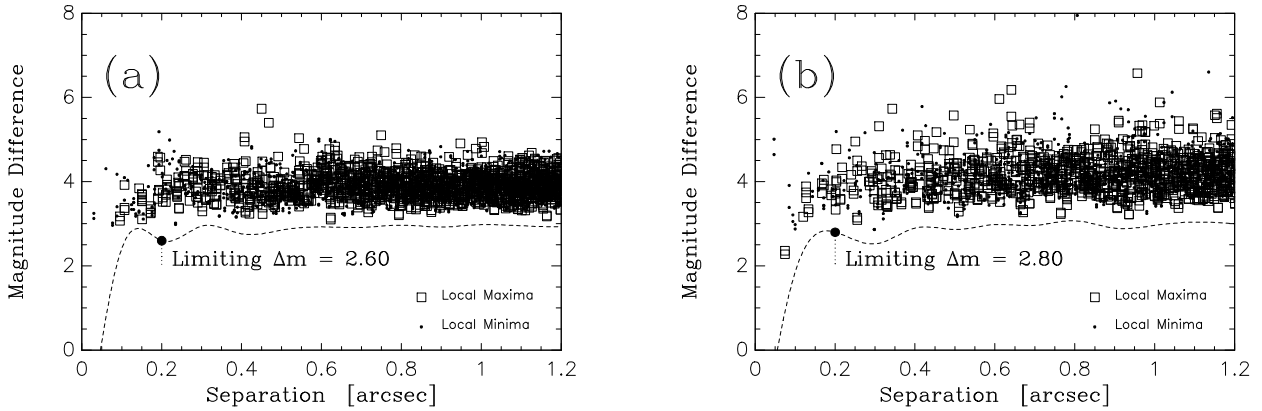 (a)
Magnitude Difference
8
6
4
2
0
Limiting Δm = 2.60
Local Maxima
Local Minima
0 0.2 0.4 0.6 0.8 1 1.2
Separation [arcsec]
(b)
Magnitude Difference
8
6
4
2
0
Limiting Δm = 2.80
Local Maxima
Local Minima
0 0.2 0.4 0.6 0.8 1 1.2
Separation [arcsec]